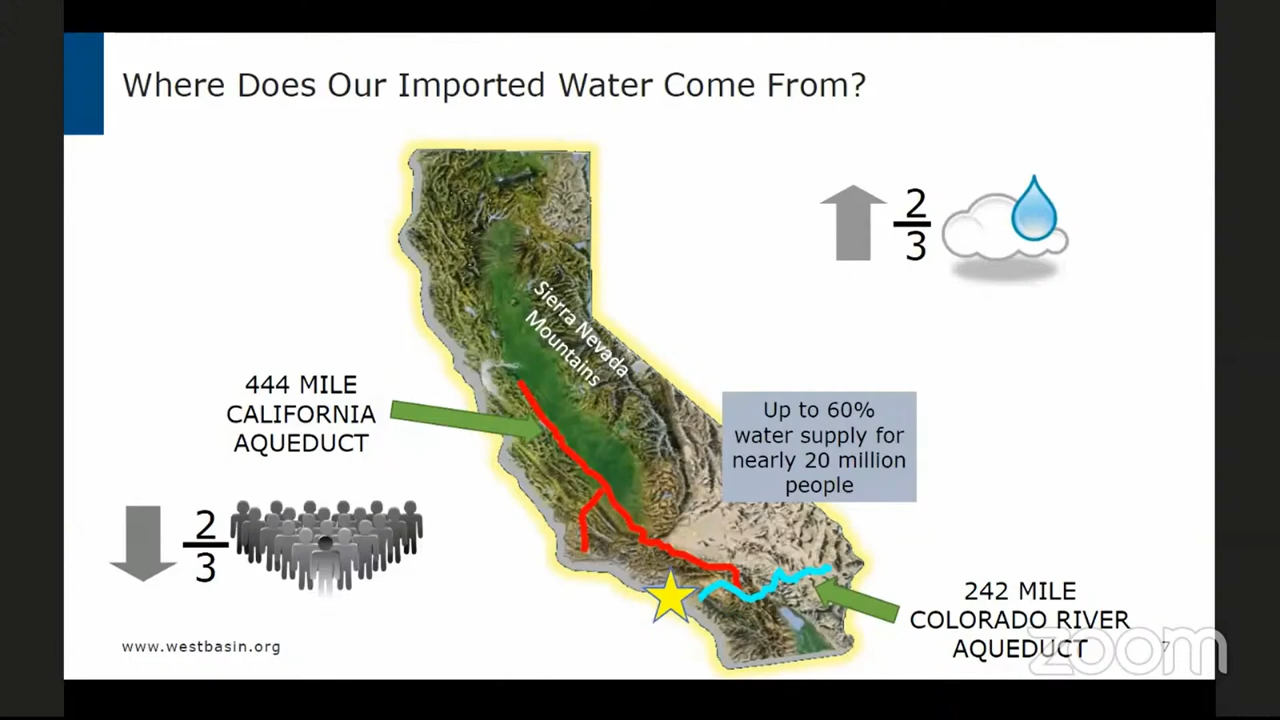 Where Does Our Imported Water Come From?
2
3
Sierra Nevada
Mountains
444 MILE
CALIFORNIA
AQUEDUCT
Up to 60%
water supply for
nearly 20 million
people
2
3
242 MILE
COLORADO RIVER
AQUEDUCT
www.westbasin.org
7
zoom